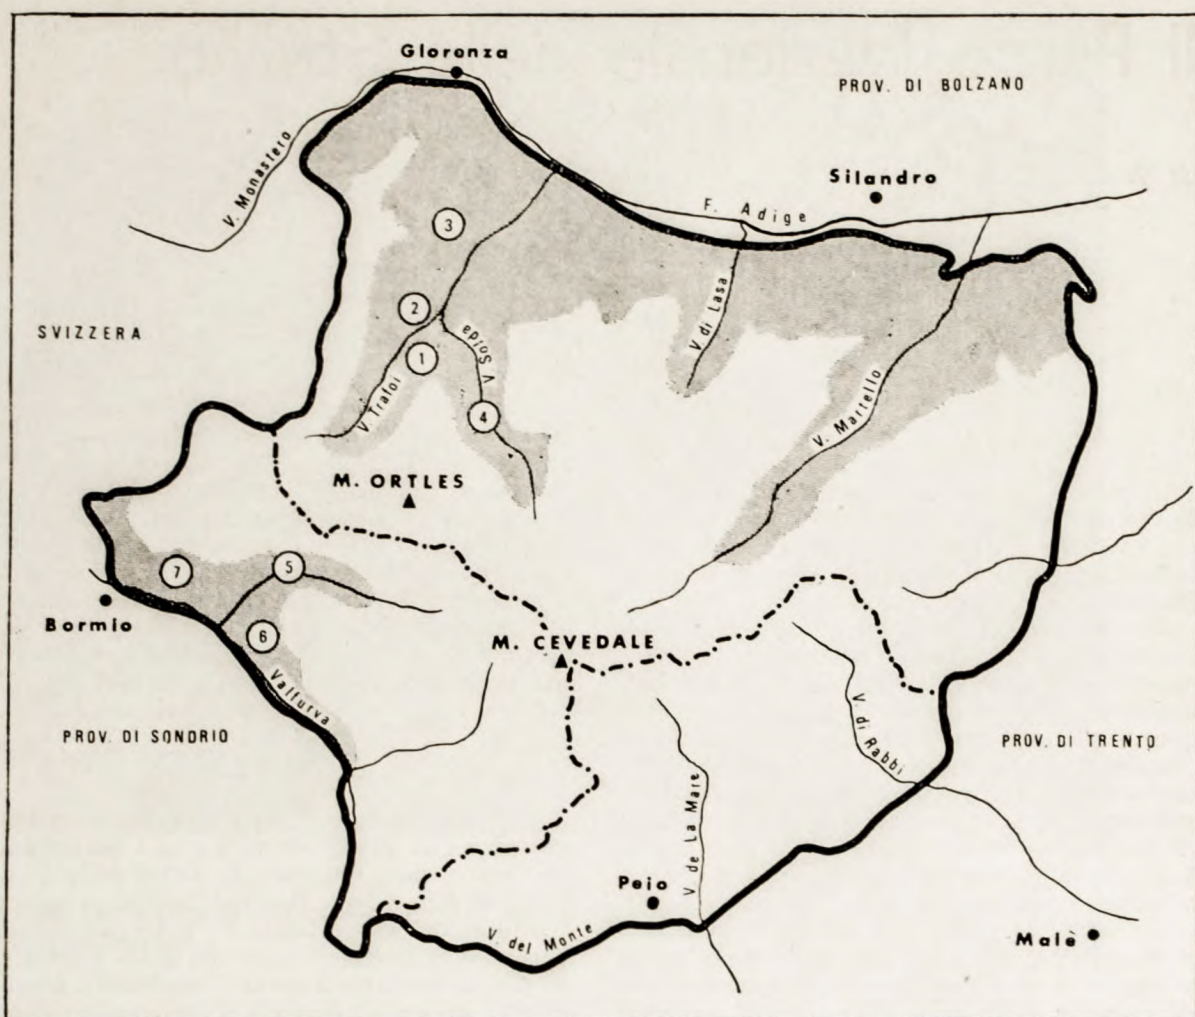 Glorenza
PROV. DI BOLZANO
V. Monastero
Silandro
F. Adige
3
V di Lasa
2
SVIZZERA
V Solda
1
V. Trafoi
V. Martello
4
M. ORTLES
7
5
Bormio
6
M. CEVEDALE
Valfurva
V. di Rabbi
PROV. DI SONDRIO
PROV. DI TRENTO
V de La Mare
Peio
V. del Monte
Malè